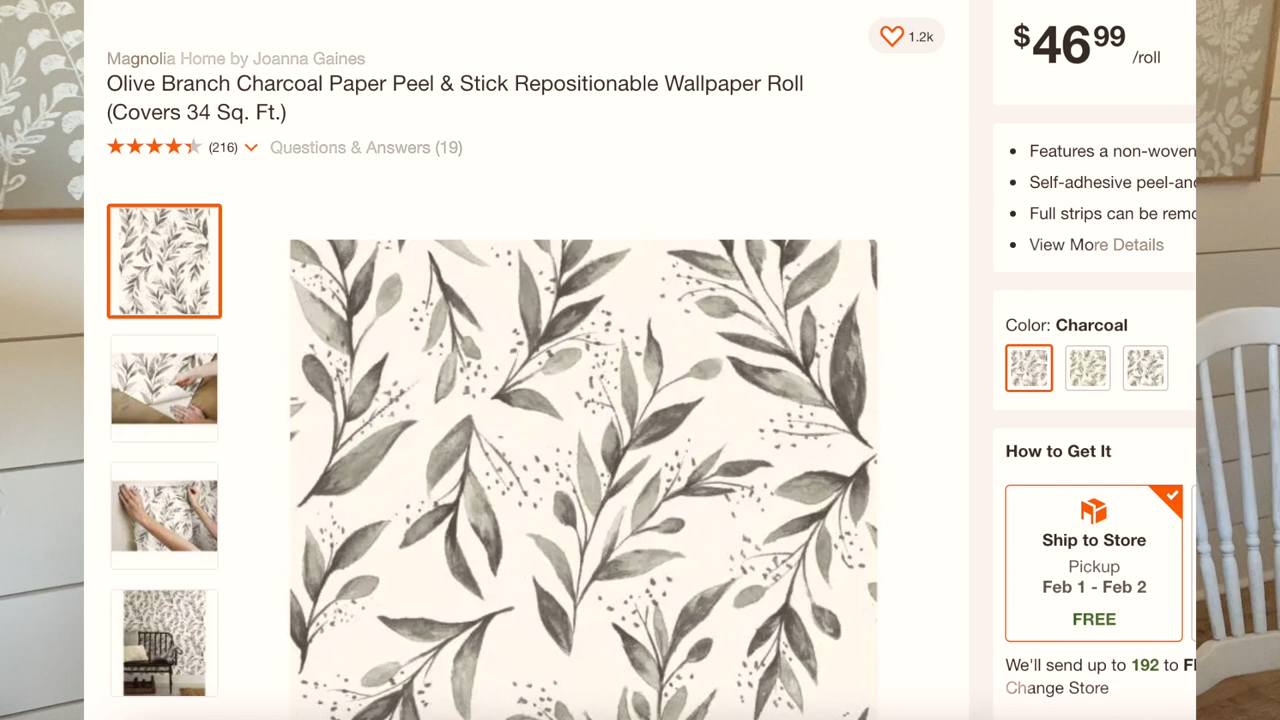 1.2k
Magnolia Home by Joanna Gaines
Olive Branch Charcoal Paper Peel & Stick Repositionable Wallpaper Roll
(Covers 34 Sq. Ft.)
(216)
Questions & Answers (19)
$46 99 /roll
Features a non-woven
Self-adhesive peel-and
Full strips can be remo
View More Details
Color: Charcoal
How to Get It
Ship to Store
Pickup
Feb 1 - Feb 2
FREE
We'll send up to 192 to
Change Store